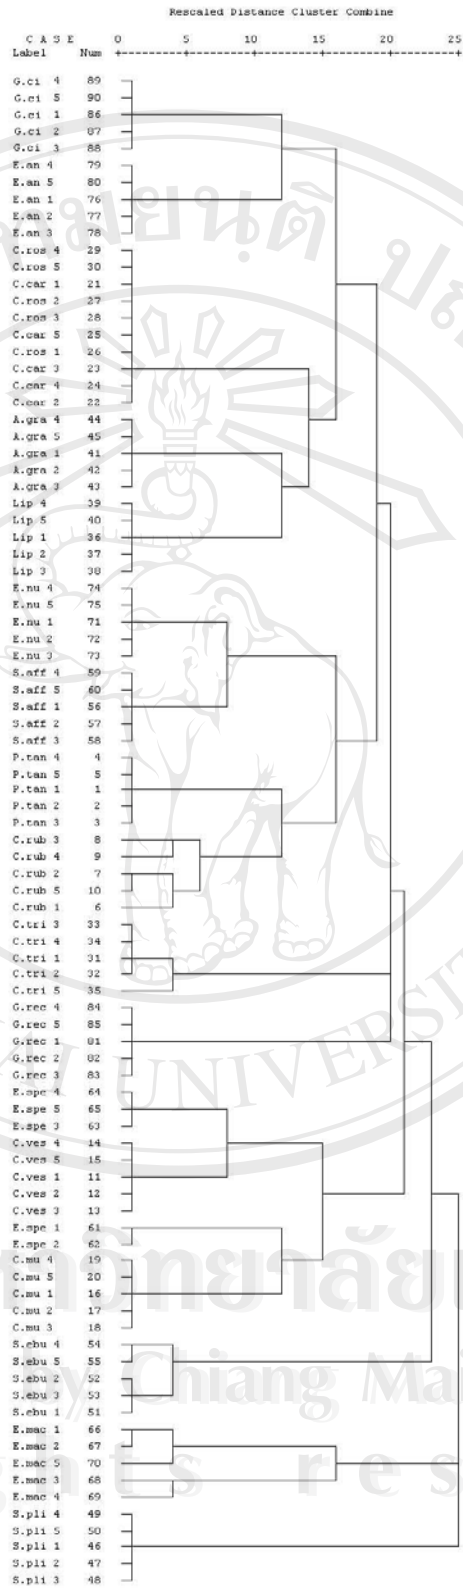 Rescaled Distance Cluster Combine
C A S E 0 5 10 15 20 25
Label Num +---------+---------+---------+---------+---------+
G.ci 4 89
G.ci 5 90
G.ci 1 86
G.ci 2 87
G.ci 3 88
E.an 4 79
E.an 5 80
E.an 1 76
E.an 2 77
E.an 3 78
C.ros 4 29
C.ros 5 30
C.car 1 21
C.ros 2 27
C.ros 3 28
C.car 5 25
C.ros 1 26
C.car 3 23
C.car 4 24
C.car 2 22
A.gra 4 44
A.gra 5 45
A.gra 1 41
A.gra 2 42
A.gra 3 43
Lip 4 39
Lip 5 40
Lip 1 36
Lip 2 37
Lip 3 38
E.nu 4 74
E.nu 5 75
E.nu 1 71
E.nu 2 72
E.nu 3 73
S.aff 4 59
S.aff 5 60
S.aff 1 56
S.aff 2 57
S.aff 3 58
P.tan 4 4
P.tan 5 5
P.tan 1 1
P.tan 2 2
P.tan 3 3
C.rub 3 8
C.rub 4 9
C.rub 2 7
C.rub 5 10
C.rub 1 6
C.tri 3 33
C.tri 4 34
C.tri 1 31
C.tri 2 32
C.tri 5 35
G.rec 4 84
G.rec 5 85
G.rec 1 81
G.rec 2 82
G.rec 3 83
E.spe 4 64
E.spe 5 65
E.spe 3 63
C.ves 4 14
C.ves 5 15
C.ves 1 11
C.ves 2 12
C.ves 3 13
E.spe 1 61
E.spe 2 62
C.mu 4 19
C.mu 5 20
C.mu 1 16
C.mu 2 17
C.mu 3 18
S.ebu 4 54
S.ebu 5 55
S.ebu 2 52
S.ebu 3 53
S.ebu 1 51
E.mac 1 66
E.mac 2 67
E.mac 5 70
E.mac 3 68
E.mac 4 69
S.pli 4 49
S.pli 5 50
S.pli 1 46
S.pli 2 47
S.pli 3 48
AI UNIVERSI
by Chiang Mai
ghts res